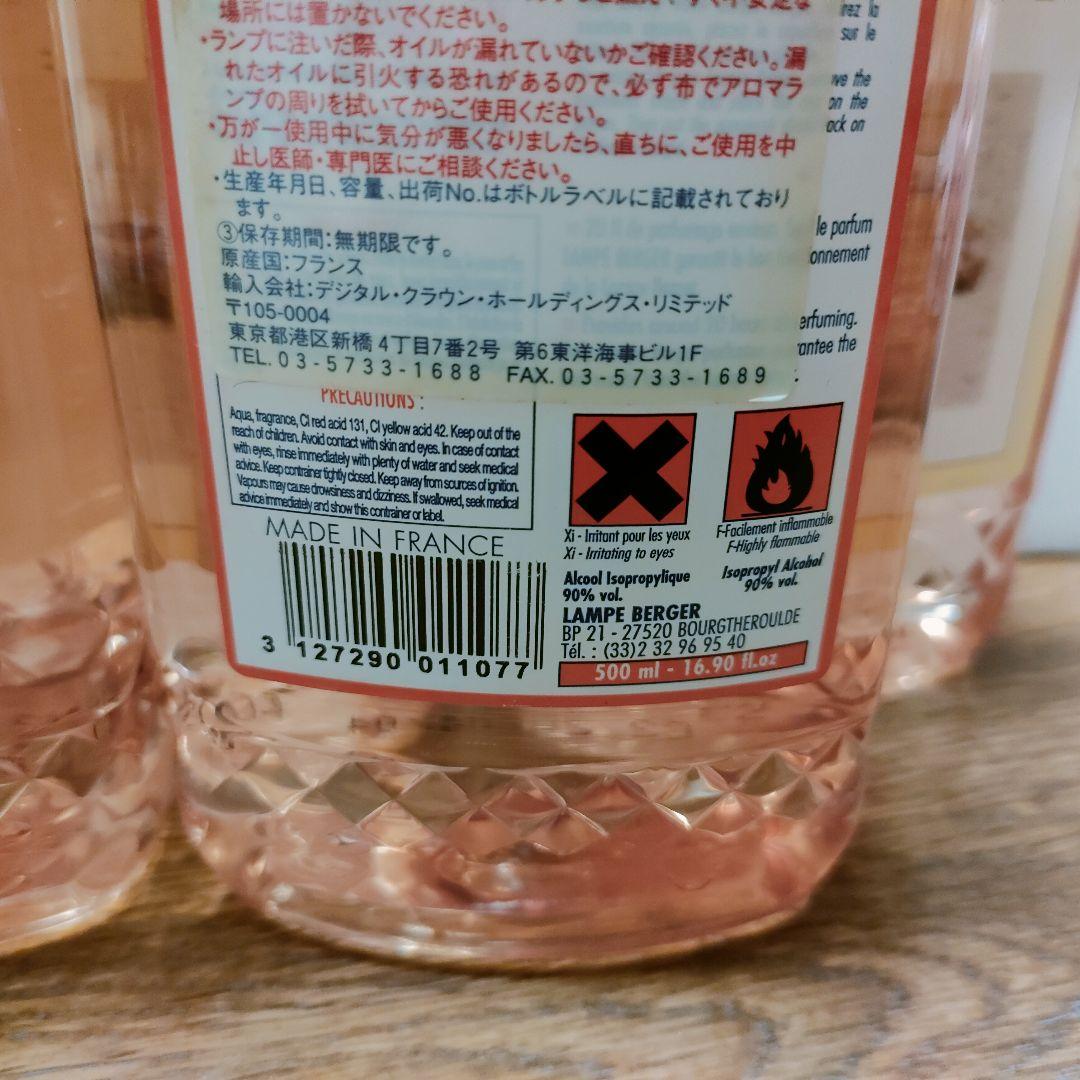 場所には置かないでください。
・ランプに注いだ際、オイルが漏れていないかご確認ください。漏
れたオイルに引火する恐れがあるので、必ず布でアロマラ
ンプの周りを拭いてからご使用ください。
・万が一使用中に気分が悪くなりましたら、直ちに、ご使用を中
止し医師・専門医にご相談ください。
・生産年月日、容量、出荷No.はボトルラベルに記載されており
ます。
③保存期間：無期限です。
原産国：フランス
輸入会社：デジタル・クラウン・ホールディングス・リミテッド
〒105-0004
東京都港区新橋 4丁目7番2号 第6東洋海事ビル1F
TEL. 03-5733-1688 FAX. 03-5733-1689
sur le
on the
le parfum
PRECAUTIONS :
Aqua, fragrance, CI red acid 131, CI yellow acid 42. Keep out of the
reach of children. Avoid contact with skin and eyes. In case of contact
with eyes, rinse immediately with plenty of water and seek medical
advice. Keep container tightly closed. Keep away from sources of ignition.
Vapours may cause drowsiness and dizziness. If swallowed, seek medical
advice immediately and show this container or label.
MADE IN FRANCE
3 127290 011077
Xi - Irritant pour les yeux
Xi - Irritating to eyes
F-Facilement inflammable
F-Highly flammable
Alcool Isopropylique
90% vol.
Isopropyl Alcohol
90% vol.
LAMPE BERGER
BP 21 - 27520 BOURGTHEROULDE
Tél. : (33)2 32 96 95 40
500 ml - 16.90 fl.oz